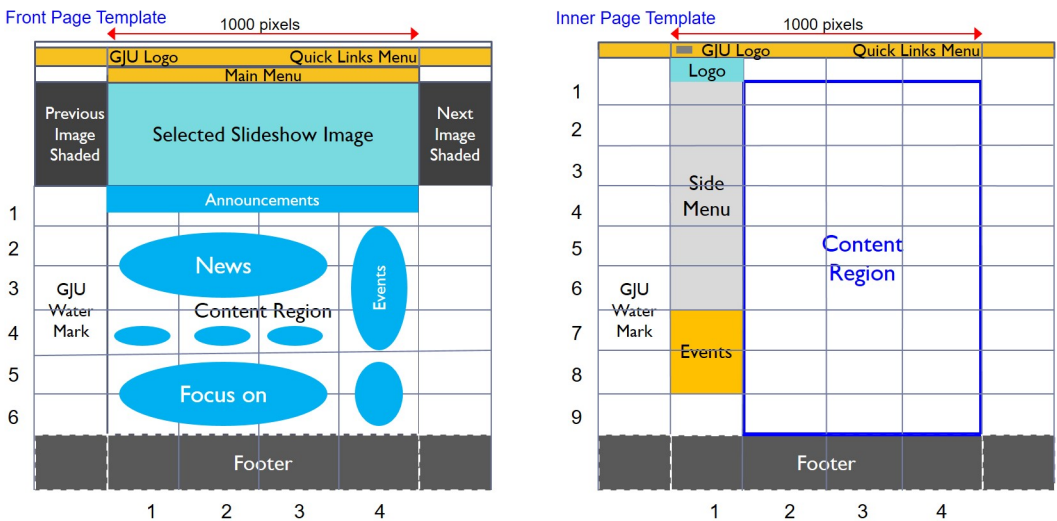 Front Page Template
1000 pixels
GJU Logo
Quick Links Menu
Main Menu
Previous
Image
Shaded
Selected Slideshow Image
Next
Image
Shaded
Announcements
1
2
3
4
5
6
News
Events
GJU
Water
Mark
Content Region
Focus on
Footer
1 2 3 4
Inner Page Template
1000 pixels
GJU Logo
Quick Links Menu
Logo
1
2
3
4
5
6
7
8
9
Side
Menu
Content
Region
GJU
Water
Mark
Events
Footer
1 2 3 4